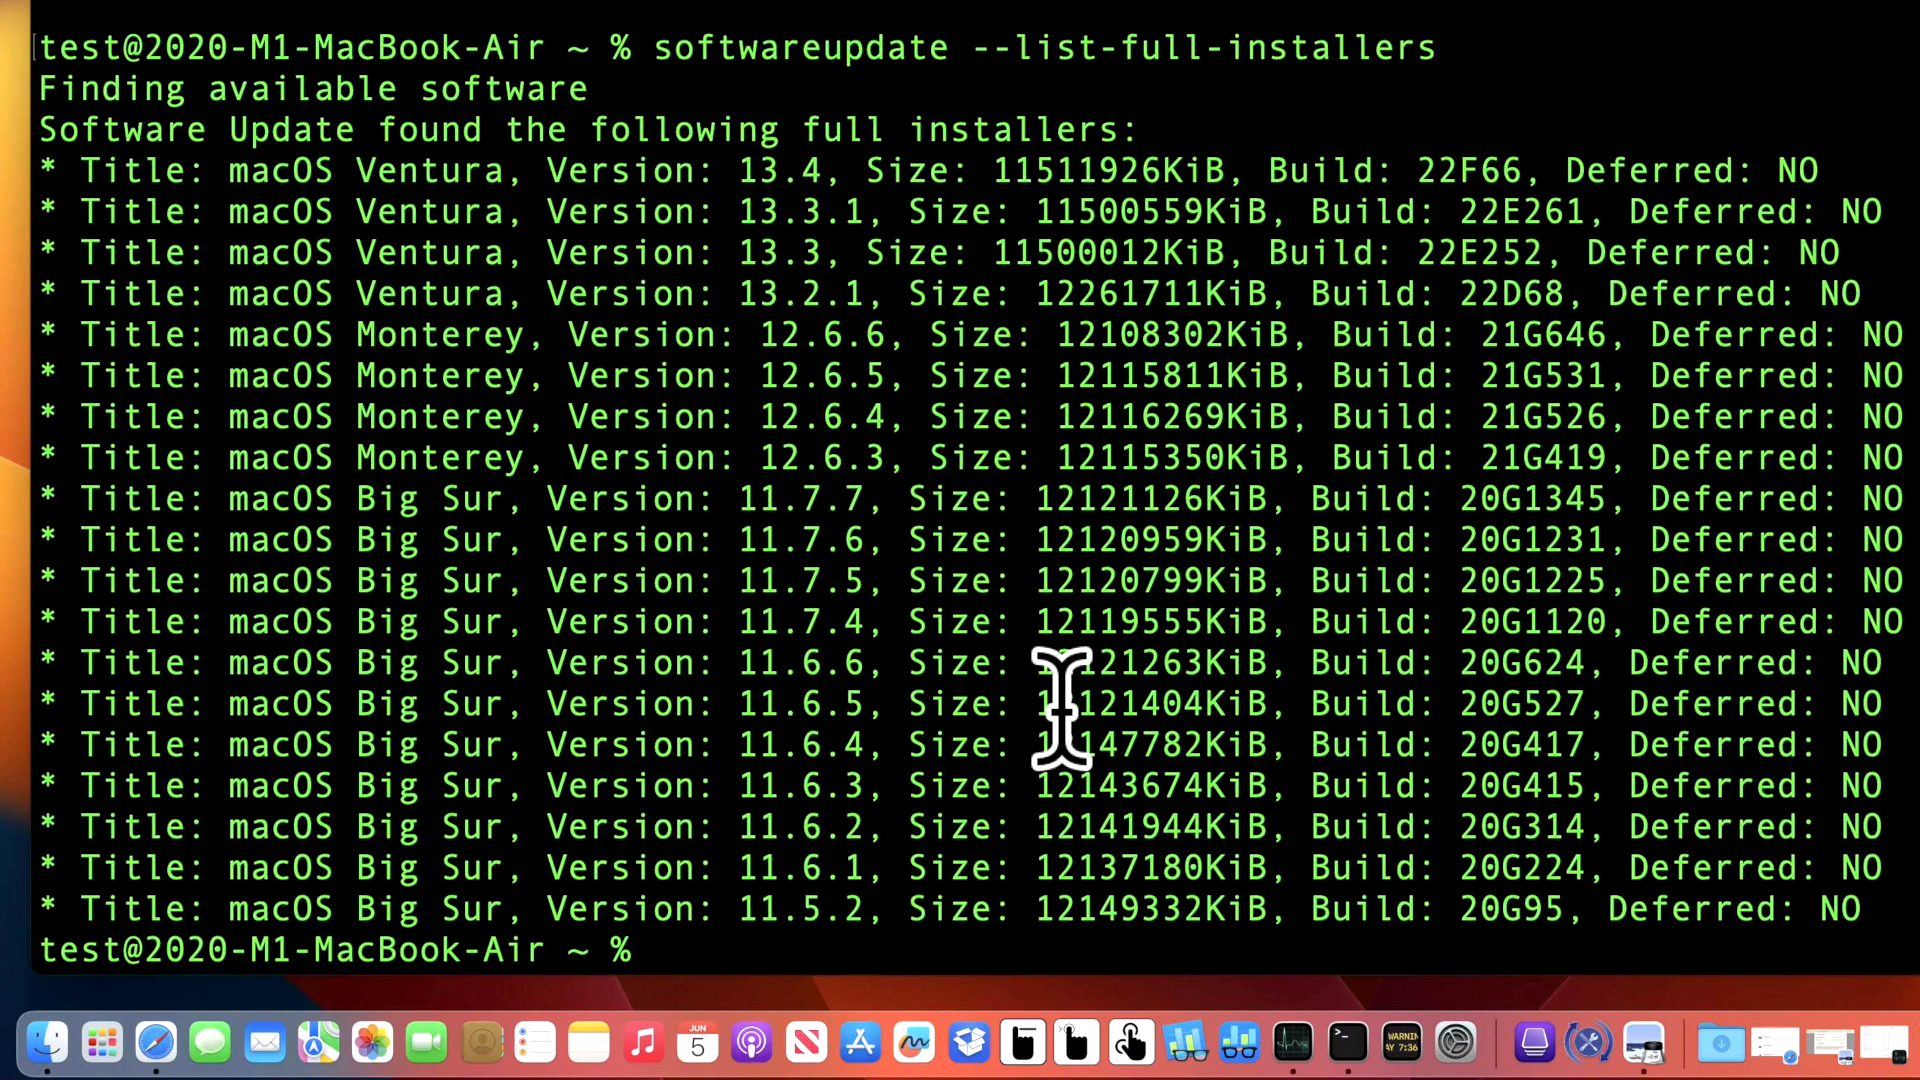 test@2020-M1-MacBook-Air ~ % softwareupdate --list-full-installers
Finding available software
Software Update found the following full installers:
* Title: macOS Ventura, Version: 13.4, Size: 11511926KiB, Build: 22F66, Deferred: NO
* Title: macOS Ventura, Version: 13.3.1, Size: 11500559KiB, Build: 22E261, Deferred: NO
* Title: macOS Ventura, Version: 13.3, Size: 11500012KiB, Build: 22E252, Deferred: NO
* Title: macOS Ventura, Version: 13.2.1, Size: 12261711KiB, Build: 22D68, Deferred: NO
* Title: macOS Monterey, Version: 12.6.6, Size: 12108302KiB, Build: 21G646, Deferred: NO
* Title: macOS Monterey, Version: 12.6.5, Size: 12115811KiB, Build: 21G531, Deferred: NO
* Title: macOS Monterey, Version: 12.6.4, Size: 12116269KiB, Build: 21G526, Deferred: NO
* Title: macOS Monterey, Version: 12.6.3, Size: 12115350KiB, Build: 21G419, Deferred: NO
* Title: macOS Big Sur, Version: 11.7.7, Size: 12121126KiB, Build: 20G1345, Deferred: NO
* Title: macOS Big Sur, Version: 11.7.6, Size: 12120959KiB, Build: 20G1231, Deferred: NO
* Title: macOS Big Sur, Version: 11.7.5, Size: 12120799KiB, Build: 20G1225, Deferred: NO
* Title: macOS Big Sur, Version: 11.7.4, Size: 12119555KiB, Build: 20G1120, Deferred: NO
* Title: macOS Big Sur, Version: 11.6.6, Size: Build: 20G624, Deferred: NO
* Title: macOS Big Sur, Version: 11.6.5, Size: Build: 20G527, Deferred: NO
* Title: macOS Big Sur, Version: 11.6.4, Size: Build: 20G417, Deferred: NO
* Title: macOS Big Sur, Version: 11.6.3, Size: 12143674KiB, Build: 20G415, Deferred: NO
* Title: macOS Big Sur, Version: 11.6.2, Size: 12141944KiB, Build: 20G314, Deferred: NO
* Title: macOS Big Sur, Version: 11.6.1, Size: 12137180KiB, Build: 20G224, Deferred: NO
* Title: macOS Big Sur, Version: 11.5.2, Size: 12149332KiB, Build: 20G95, Deferred: NO
test@2020-M1-MacBook-Air ~ %
JUN
5
WARNIN
AY 7:36